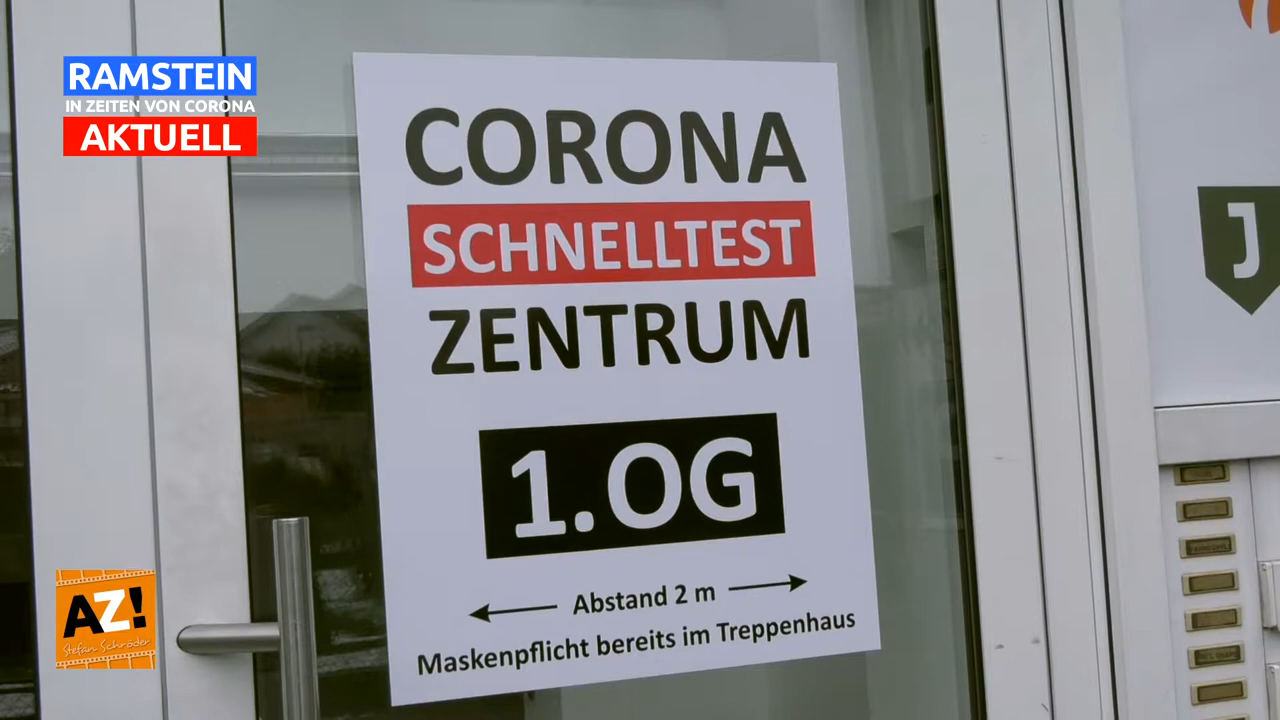 RAMSTEIN
IN ZEITEN VON CORONA
AKTUELL
CORONA
SCHNELLTEST
ZENTRUM
1.OG
Abstand 2 m
Maskenpflicht bereits im Treppenhaus
J
AZ!
Stefan Schröder